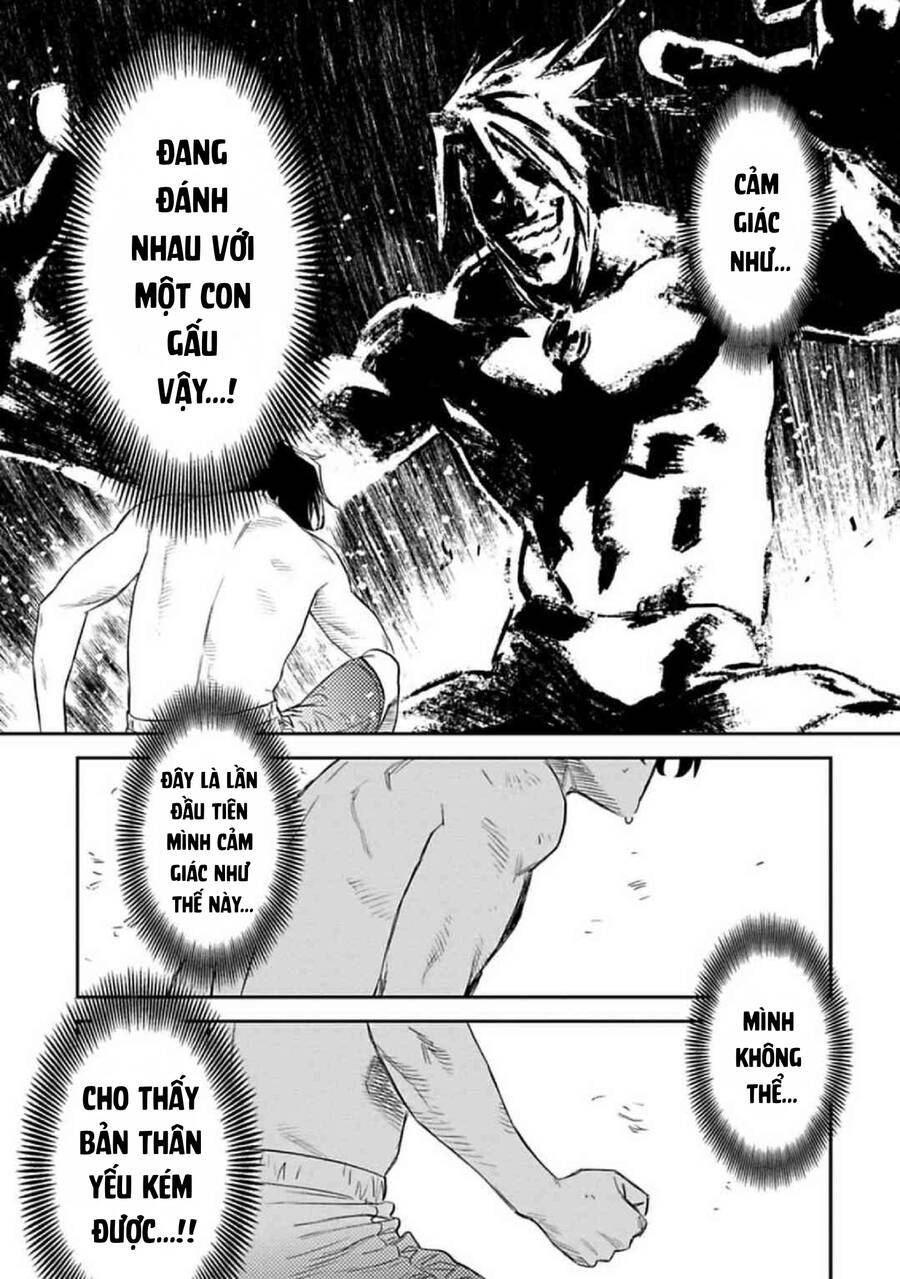 CẢM
GIÁC
NHƯ...
ĐANG
ĐÁNH
NHAU VỚI
MỘT CON
GẤU
VẬY...!
ĐÂY LÀ LẦN
ĐẦU TIÊN
MÌNH CẢM
GIÁC NHƯ
THẾ NÀY...
MÌNH
KHÔNG
THỂ...
CHO THẤY
BẢN THÂN
YẾU KÉM
ĐƯỢC...!!